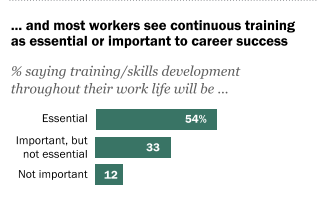 ... and most workers see continuous training
as essential or important to career success
% saying training/skills development
throughout their work life will be ...
Essential 54%
Important, but
not essential 33
Not important 12